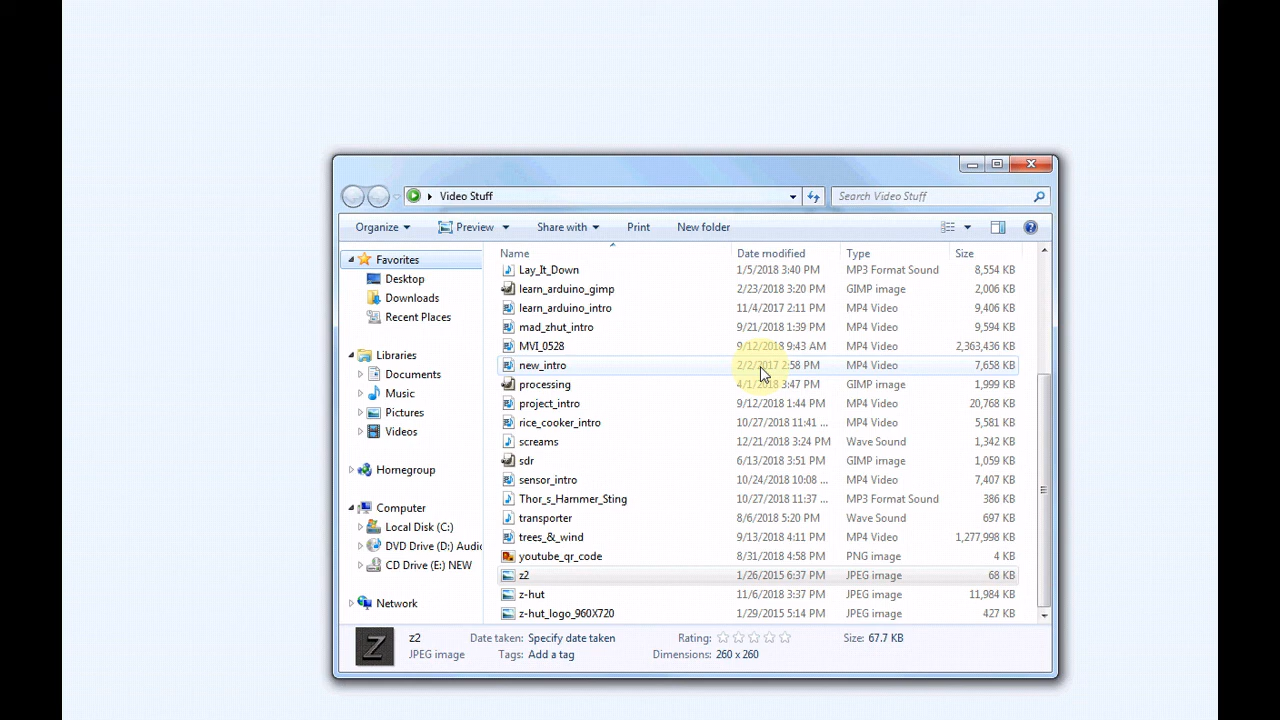 Video Stuff
Search Video Stuff
Organize Preview Share with Print New folder
Name Date modified Type Size
Favorites
Desktop
Downloads
Recent Places
Libraries
Documents
Music
Pictures
Videos
Homegroup
Computer
Local Disk (C:)
DVD Drive (D:) Audio
CD Drive (E:) NEW
Network
Lay_It_Down 1/5/2018 3:40 PM MP3 Format Sound 8,554 KB
learn_arduino_gimp 2/23/2018 3:20 PM GIMP image 2,006 KB
learn_arduino_intro 11/4/2017 2:11 PM MP4 Video 9,406 KB
mad_zhut_intro 9/21/2018 1:39 PM MP4 Video 9,594 KB
MVI_0528 9/12/2018 9:43 AM MP4 Video 2,363,436 KB
new_intro 2/2/2017 2:58 PM MP4 Video 7,658 KB
processing 4/1/2018 3:47 PM GIMP image 1,999 KB
project_intro 9/12/2018 1:44 PM MP4 Video 20,768 KB
rice_cooker_intro 10/27/2018 11:41 ... MP4 Video 5,581 KB
screams 12/21/2018 3:24 PM Wave Sound 1,342 KB
sdr 6/13/2018 3:51 PM GIMP image 1,059 KB
sensor_intro 10/24/2018 10:08 ... MP4 Video 7,407 KB
Thor_s_Hammer_Sting 10/27/2018 11:37 ... MP3 Format Sound 386 KB
transporter 8/6/2018 5:20 PM Wave Sound 697 KB
trees_&_wind 9/13/2018 4:11 PM MP4 Video 1,277,998 KB
youtube_qr_code 8/31/2018 4:58 PM PNG image 4 KB
z2 1/26/2015 6:37 PM JPEG image 68 KB
z-hut 11/6/2018 3:37 PM JPEG image 11,984 KB
z-hut_logo_960X720 1/29/2015 5:14 PM JPEG image 427 KB
Z
z2 Date taken: Specify date taken Rating: Size: 67.7 KB
JPEG image Tags: Add a tag Dimensions: 260 x 260